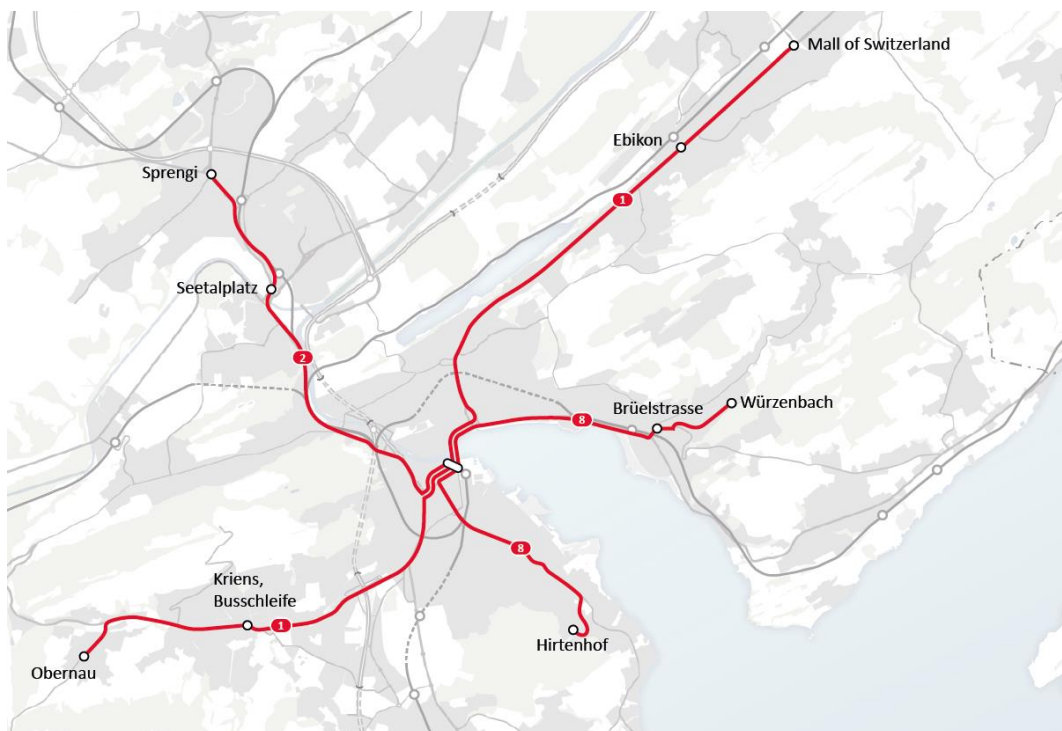 Mall of Switzerland
Ebikon
Sprengi
1
Seetalplatz
2
Brüelstrasse
Würzenbach
8
8
Kriens,
Busschleife
1
Hirtenhof
Obernau